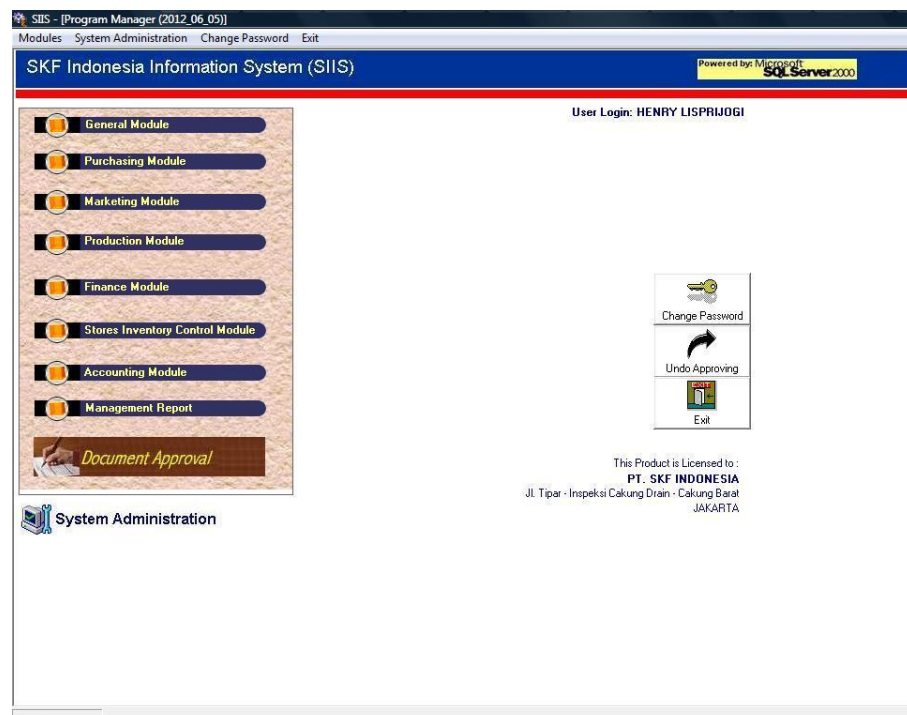 SIIS - [Program Manager (2012_06_05)]
Modules System Administration Change Password Exit
SKF Indonesia Information System (SIIS)
Powered by: Microsoft
SQL Server 2000
User Login: HENRY LISPRIJOGI
General Module
Purchasing Module
Marketing Module
Production Module
Finance Module
Stores Inventory Control Module
Accounting Module
Management Report
Document Approval
System Administration
Change Password
Undo Approving
EXIT
Exit
This Product is Licensed to :
PT. SKF INDONESIA
Jl. Tipar - Inspeksi Cakung Drain - Cakung Barat
JAKARTA